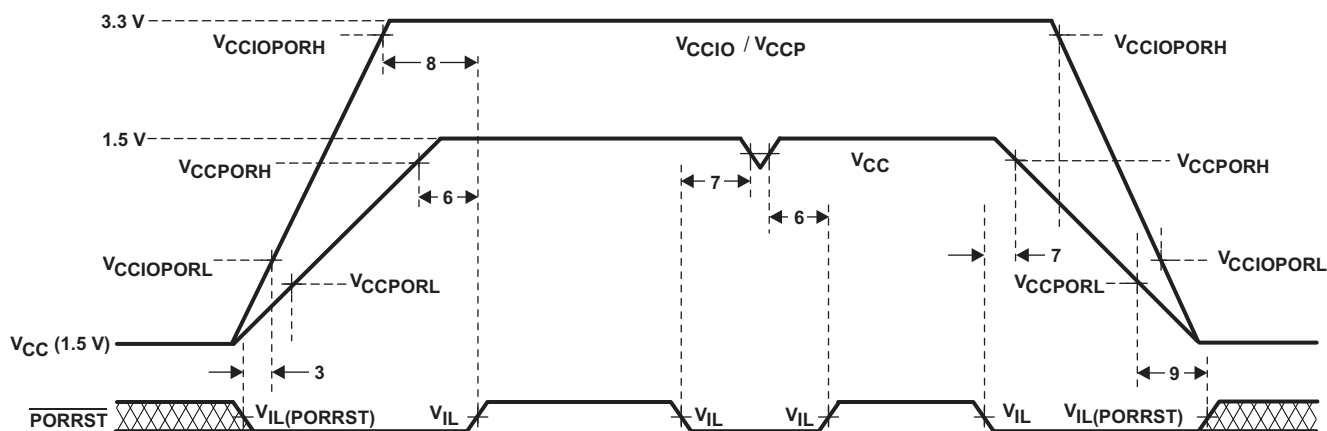 3.3 V
VCCIOPORH
VCCIO / VCCP
VCCIOPORH
8
1.5 V
VCCPORH
VCC
VCCPORH
7
6
6
7
VCCIOPORL
VCCPORL
VCCPORL
VCCIOPORL
VCC (1.5 V)
3
9
PORRST
VIL(PORRST)
VIL
VIL
VIL
VIL
VIL(PORRST)